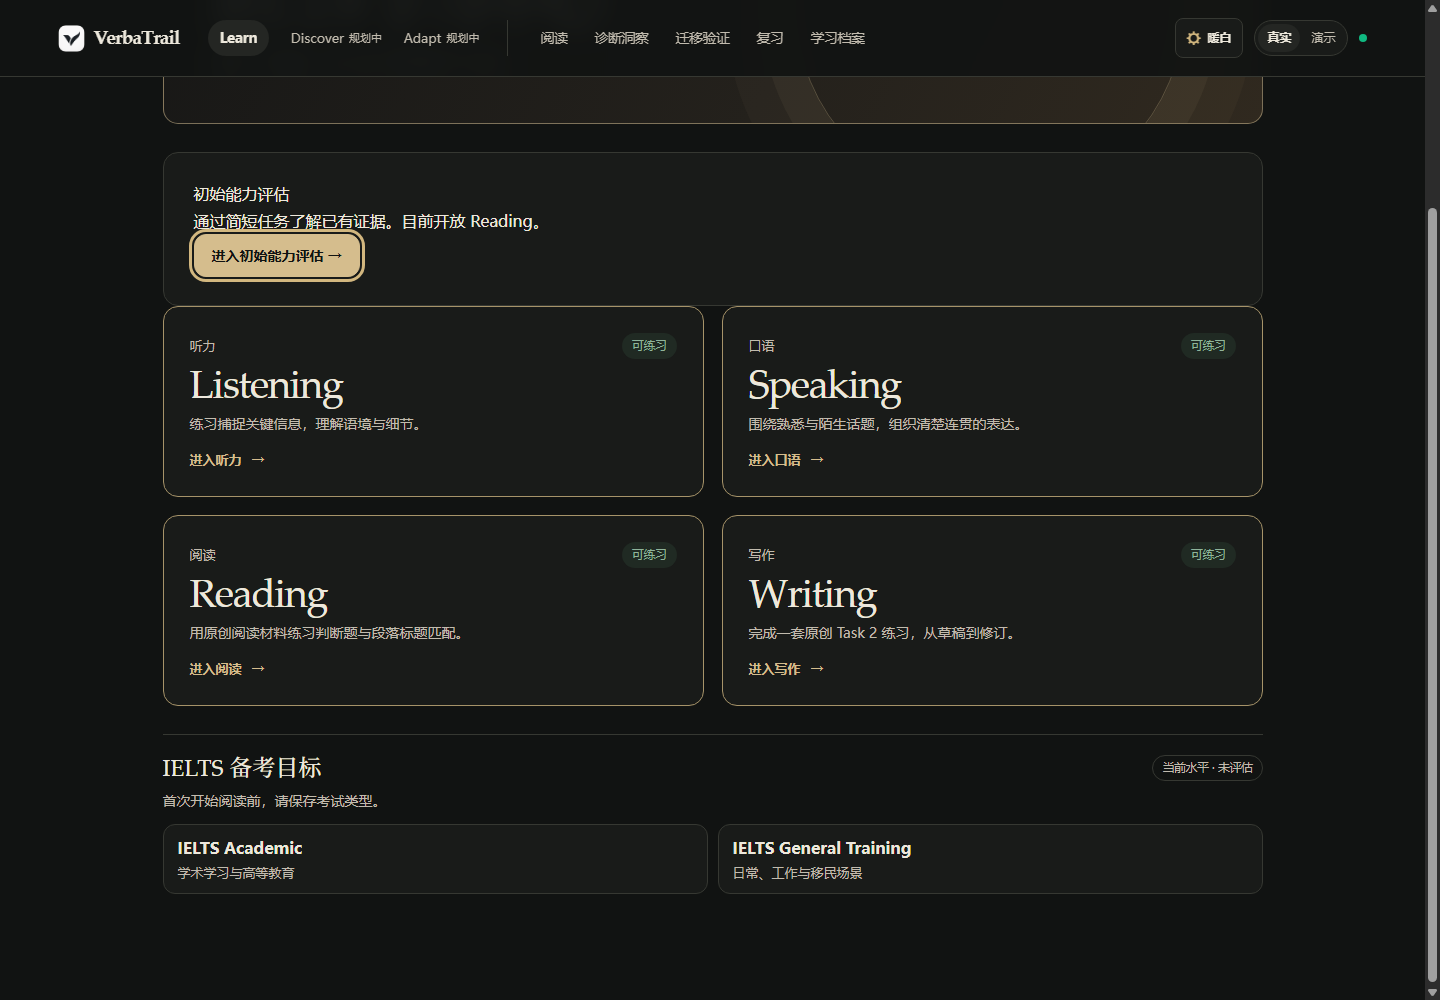 VerbaTrail
Learn
Discover 规划中
Adapt 规划中
阅读
诊断洞察
迁移验证
复习
学习档案
暖白
真实
演示
初始能力评估
通过简短任务了解已有证据。目前开放 Reading。
进入初始能力评估 →
听力
可练习
Listening
练习捕捉关键信息，理解语境与细节。
进入听力 →
口语
可练习
Speaking
围绕熟悉与陌生话题，组织清楚连贯的表达。
进入口语 →
阅读
可练习
Reading
用原创阅读材料练习判断题与段落标题匹配。
进入阅读 →
写作
可练习
Writing
完成一套原创 Task 2 练习，从草稿到修订。
进入写作 →
IELTS 备考目标
当前水平 · 未评估
首次开始阅读前，请保存考试类型。
IELTS Academic
学术学习与高等教育
IELTS General Training
日常、工作与移民场景